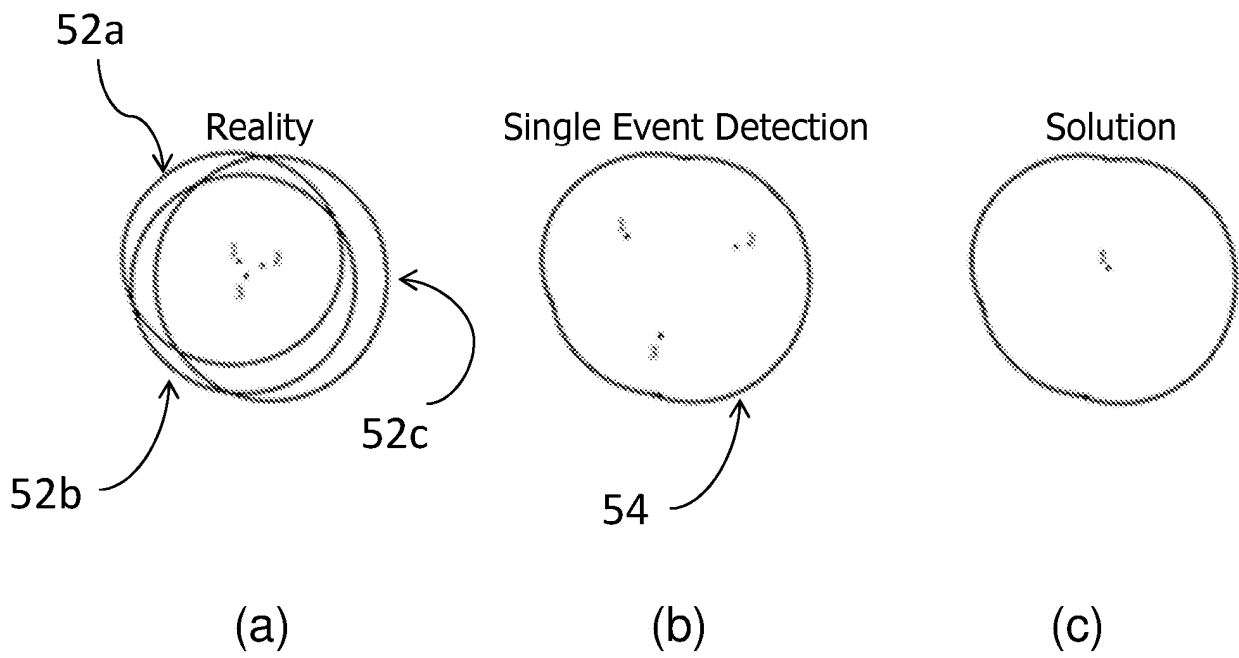 52a
Reality
Single Event Detection
Solution
52c
52b
54
(a)
(b)
(c)